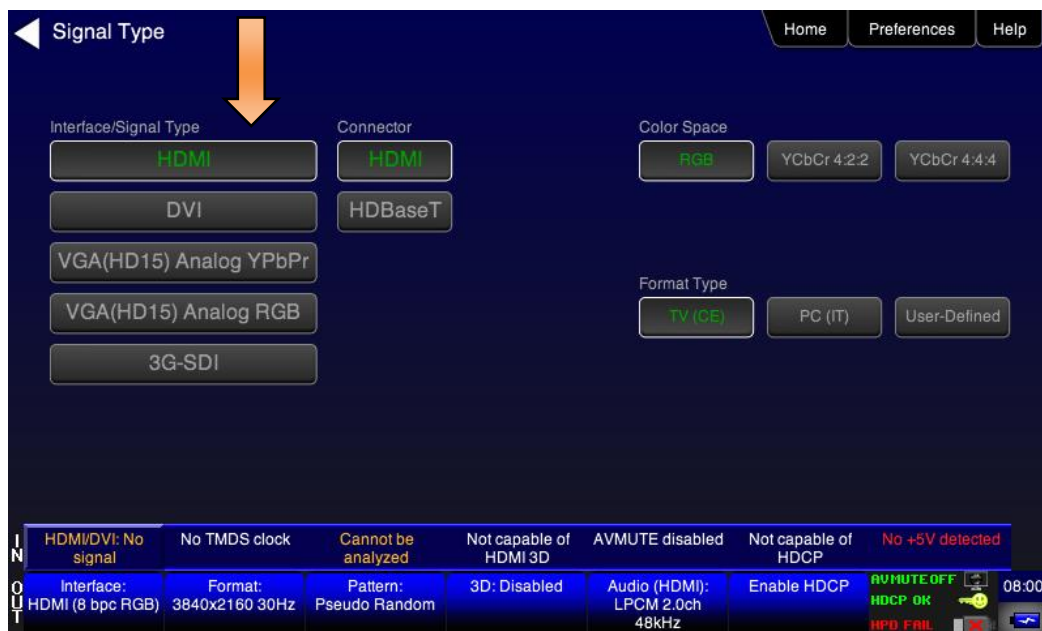 Signal Type
Home
Preferences
Help
Interface/Signal Type
Connector
Color Space
HDMI
HDMI
RGB
YCbCr 4:2:2
YCbCr 4:4:4
DVI
HDBaseT
VGA(HD15) Analog YPbPr
Format Type
VGA(HD15) Analog RGB
TV (CE)
PC (IT)
User-Defined
3G-SDI
IN
HDMI/DVI: No
signal
No TMDS clock
Cannot be
analyzed
Not capable of
HDMI 3D
AVMUTE disabled
Not capable of
HDCP
No +5V detected
OUT
Interface:
HDMI (8 bpc RGB)
Format:
3840x2160 30Hz
Pattern:
Pseudo Random
3D: Disabled
Audio (HDMI):
LPCM 2.0ch
48kHz
Enable HDCP
AVMUTEOFF
HDCP OK
HPD FAIL
08:00